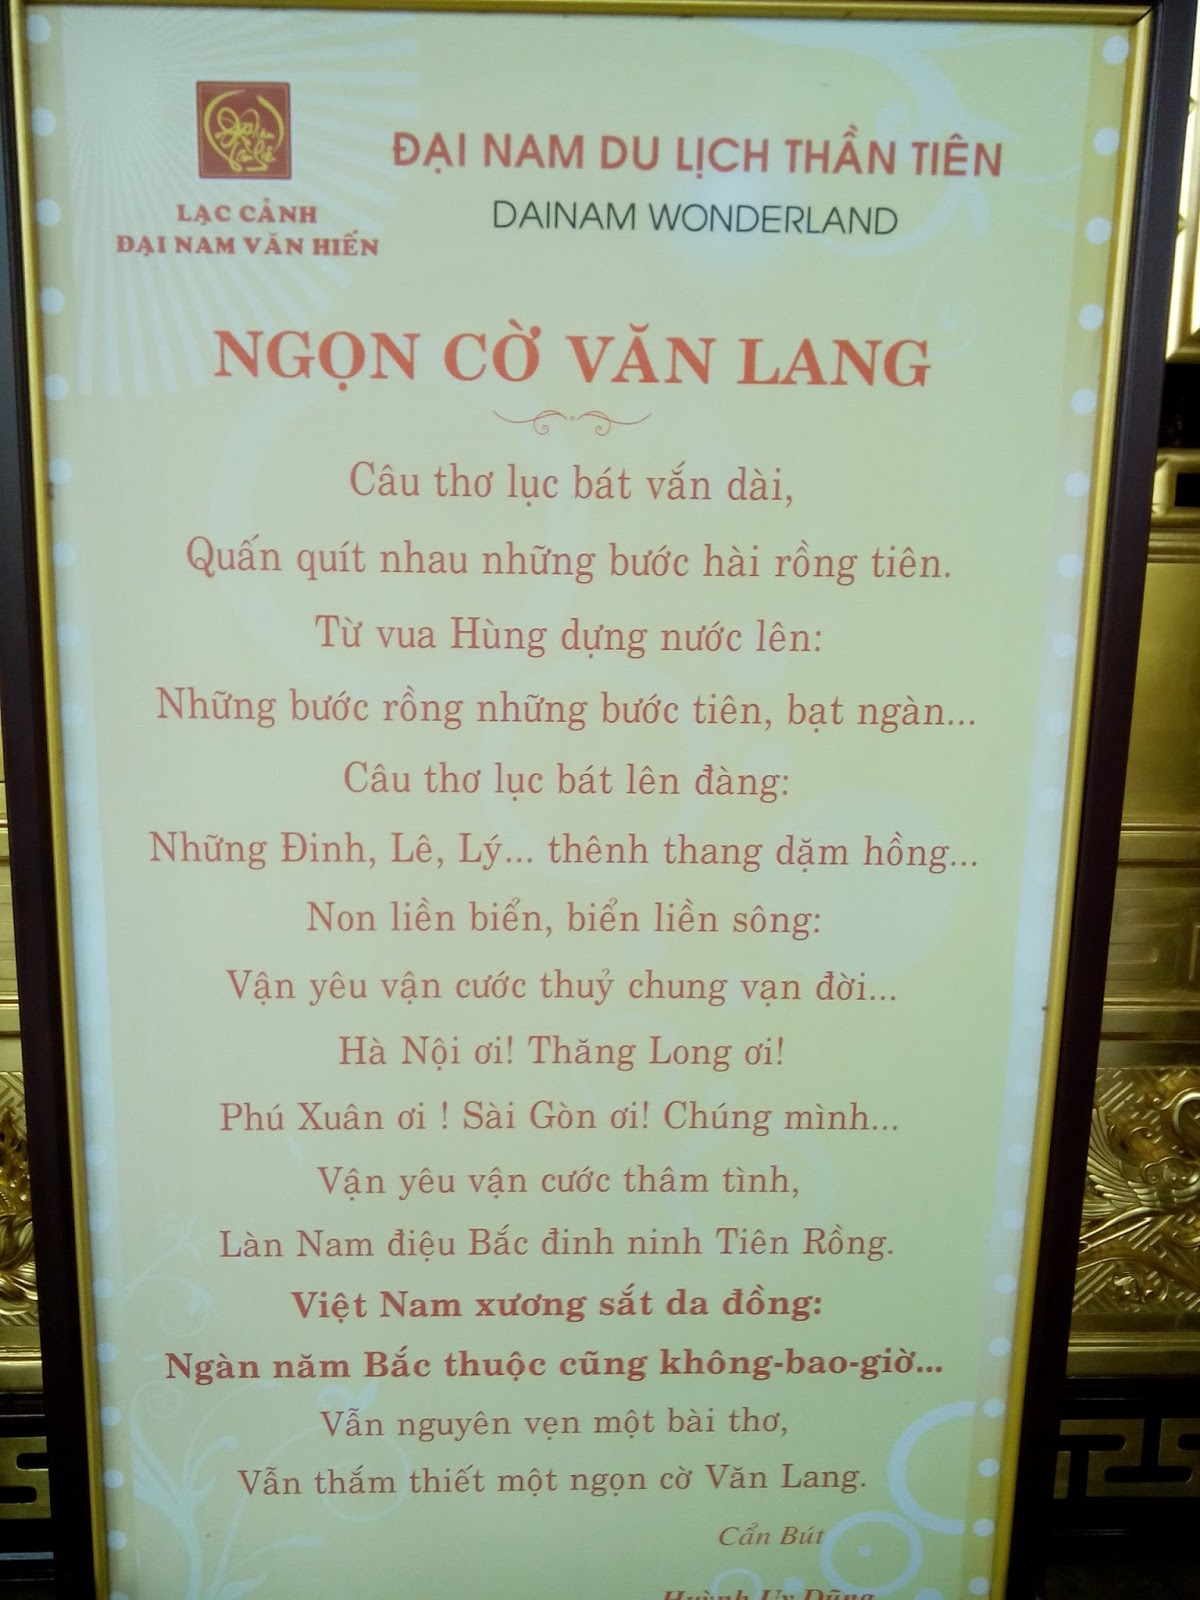 ĐẠI NAM DU LỊCH THẦN TIÊN
DAINAM WONDERLAND
LẠC CẢNH
ĐẠI NAM VĂN HIẾN
NGỌN CỜ VĂN LANG
Câu thơ lục bát vắn dài,
Quấn quít nhau những bước hài rồng tiên.
Từ vua Hùng dựng nước lên:
Những bước rồng những bước tiên, bạt ngàn...
Câu thơ lục bát lên đàng:
Những Đinh, Lê, Lý... thênh thang dặm hồng...
Non liền biển, biển liền sông:
Vận yêu vận cước thuỷ chung vạn đời...
Hà Nội ơi! Thăng Long ơi!
Phú Xuân ơi ! Sài Gòn ơi! Chúng mình...
Vận yêu vận cước thâm tình,
Làn Nam điệu Bắc đinh ninh Tiên Rồng.
Việt Nam xương sắt da đồng:
Ngàn năm Bắc thuộc cũng không-bao-giờ...
Vẫn nguyên vẹn một bài thơ,
Vẫn thắm thiết một ngọn cờ Văn Lang.
Cẩn Bút
Huỳnh Uy Dũng